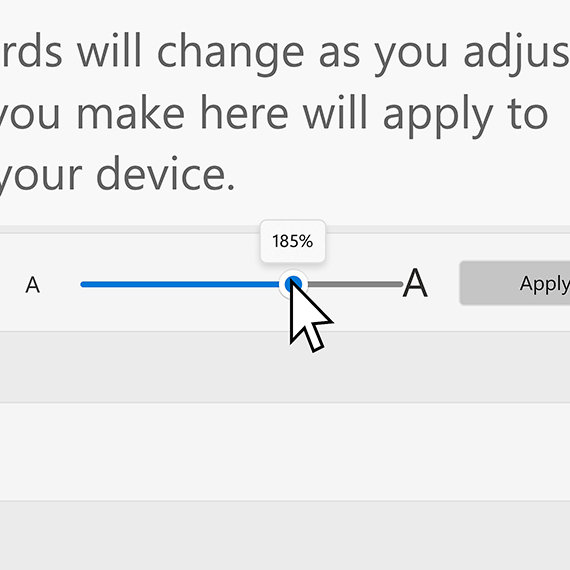 rds will change as you adjus
you make here will apply to
your device.
185%
A A Apply